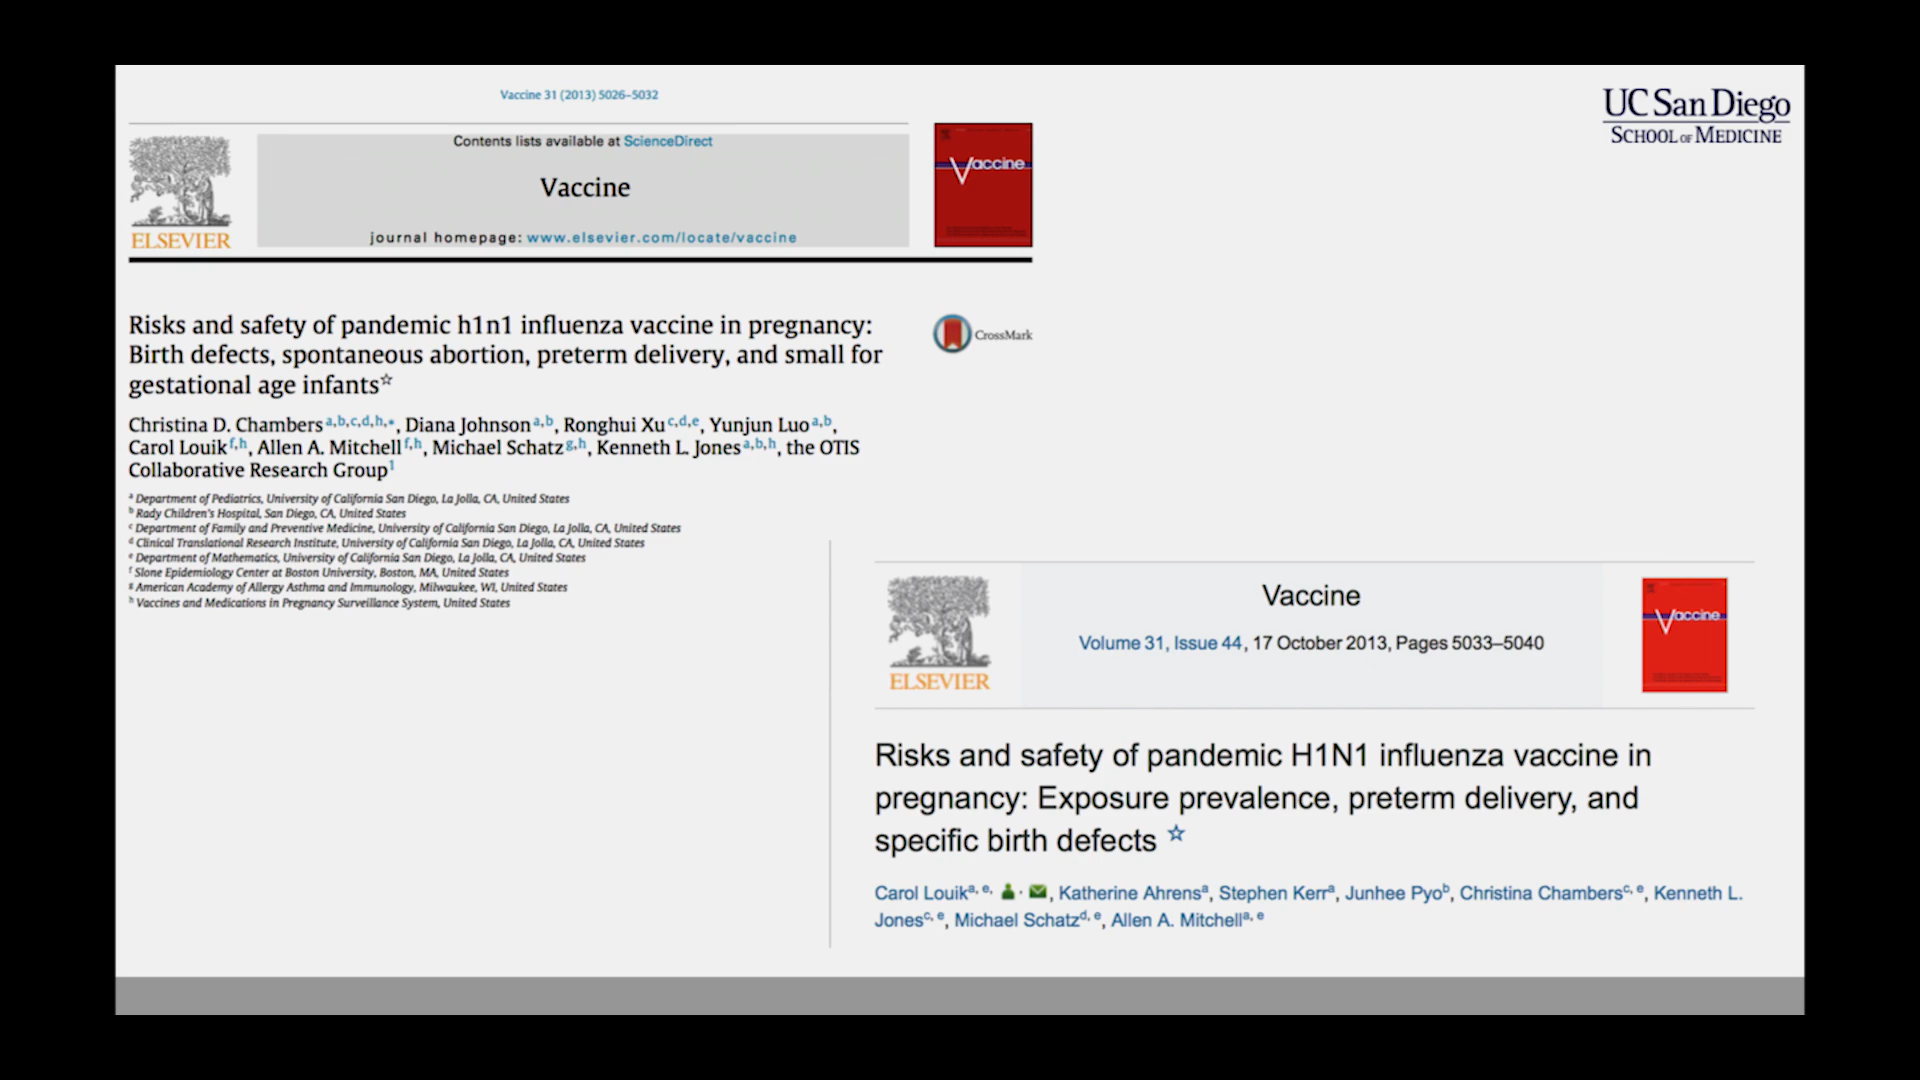 Vaccine 31 (2013) 5026–5032
Contents lists available at ScienceDirect
Vaccine
journal homepage: www.elsevier.com/locate/vaccine
ELSEVIER
Vaccine
UC San Diego
SCHOOL OF MEDICINE
Risks and safety of pandemic h1n1 influenza vaccine in pregnancy:
Birth defects, spontaneous abortion, preterm delivery, and small for
gestational age infants☆
CrossMark
Christina D. Chambers a,b,c,d,h,*, Diana Johnson a,b, Ronghui Xu c,d,e, Yunjun Luo a,b,
Carol Louik f,h, Allen A. Mitchell f,h, Michael Schatz g,h, Kenneth L. Jones a,b,h, the OTIS
Collaborative Research Group 1
a Department of Pediatrics, University of California San Diego, La Jolla, CA, United States
b Rady Children's Hospital, San Diego, CA, United States
c Department of Family and Preventive Medicine, University of California San Diego, La Jolla, CA, United States
d Clinical Translational Research Institute, University of California San Diego, La Jolla, CA, United States
e Department of Mathematics, University of California San Diego, La Jolla, CA, United States
f Slone Epidemiology Center at Boston University, Boston, MA, United States
g American Academy of Allergy Asthma and Immunology, Milwaukee, WI, United States
h Vaccines and Medications in Pregnancy Surveillance System, United States
ELSEVIER
Vaccine
Volume 31, Issue 44, 17 October 2013, Pages 5033–5040
Vaccine
Risks and safety of pandemic H1N1 influenza vaccine in
pregnancy: Exposure prevalence, preterm delivery, and
specific birth defects ☆
Carol Louik a, e, , Katherine Ahrens a, Stephen Kerr a, Junhee Pyo b, Christina Chambers c, e, Kenneth L.
Jones c, e, Michael Schatz d, e, Allen A. Mitchell a, e